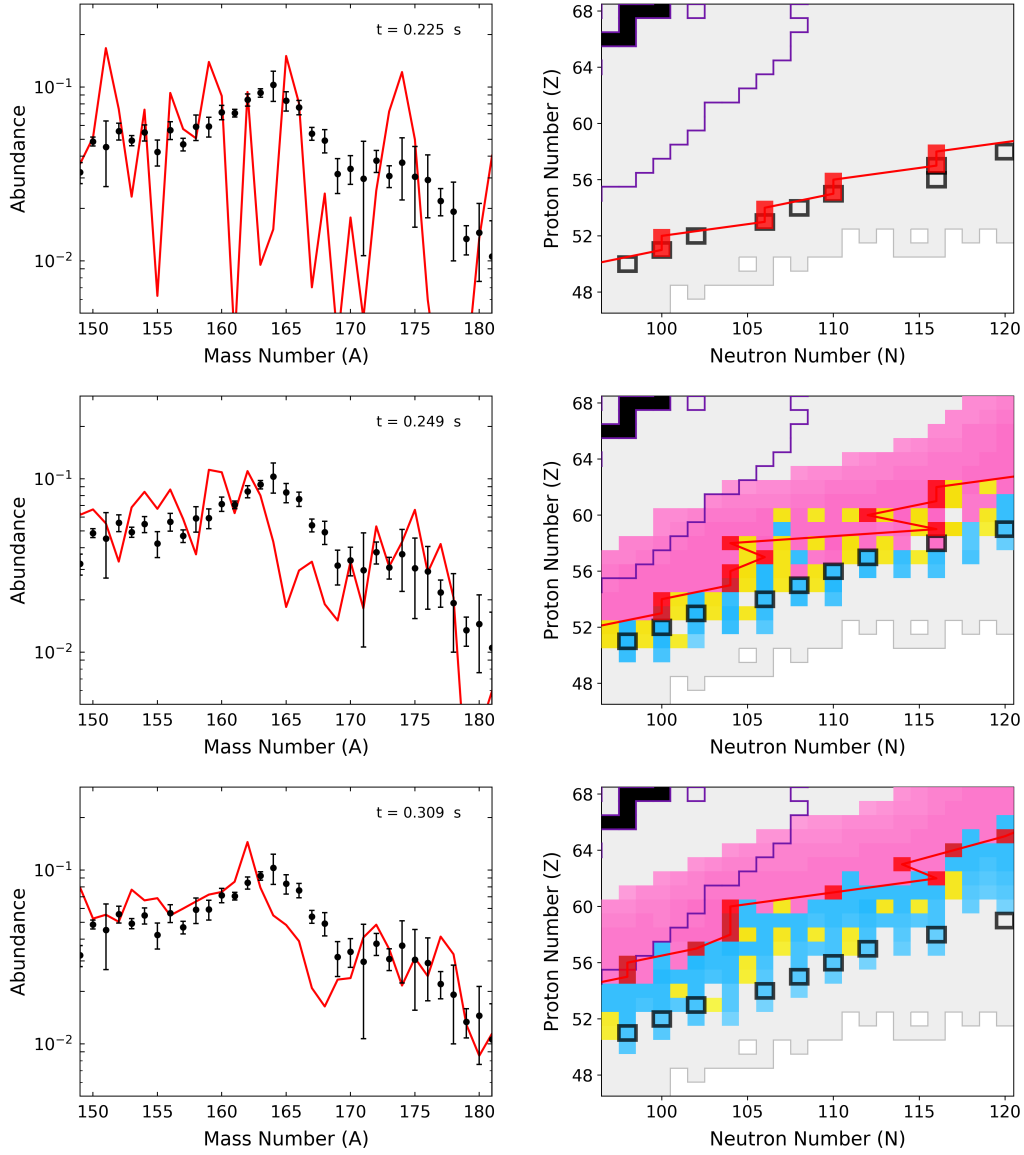 t = 0.225 s
Abundance
10⁻¹
10⁻²
150 155 160 165 170 175 180
Mass Number (A)
Proton Number (Z)
68
64
60
56
52
48
100 105 110 115 120
Neutron Number (N)
t = 0.249 s
Abundance
10⁻¹
10⁻²
150 155 160 165 170 175 180
Mass Number (A)
Proton Number (Z)
68
64
60
56
52
48
100 105 110 115 120
Neutron Number (N)
t = 0.309 s
Abundance
10⁻¹
10⁻²
150 155 160 165 170 175 180
Mass Number (A)
Proton Number (Z)
68
64
60
56
52
48
100 105 110 115 120
Neutron Number (N)